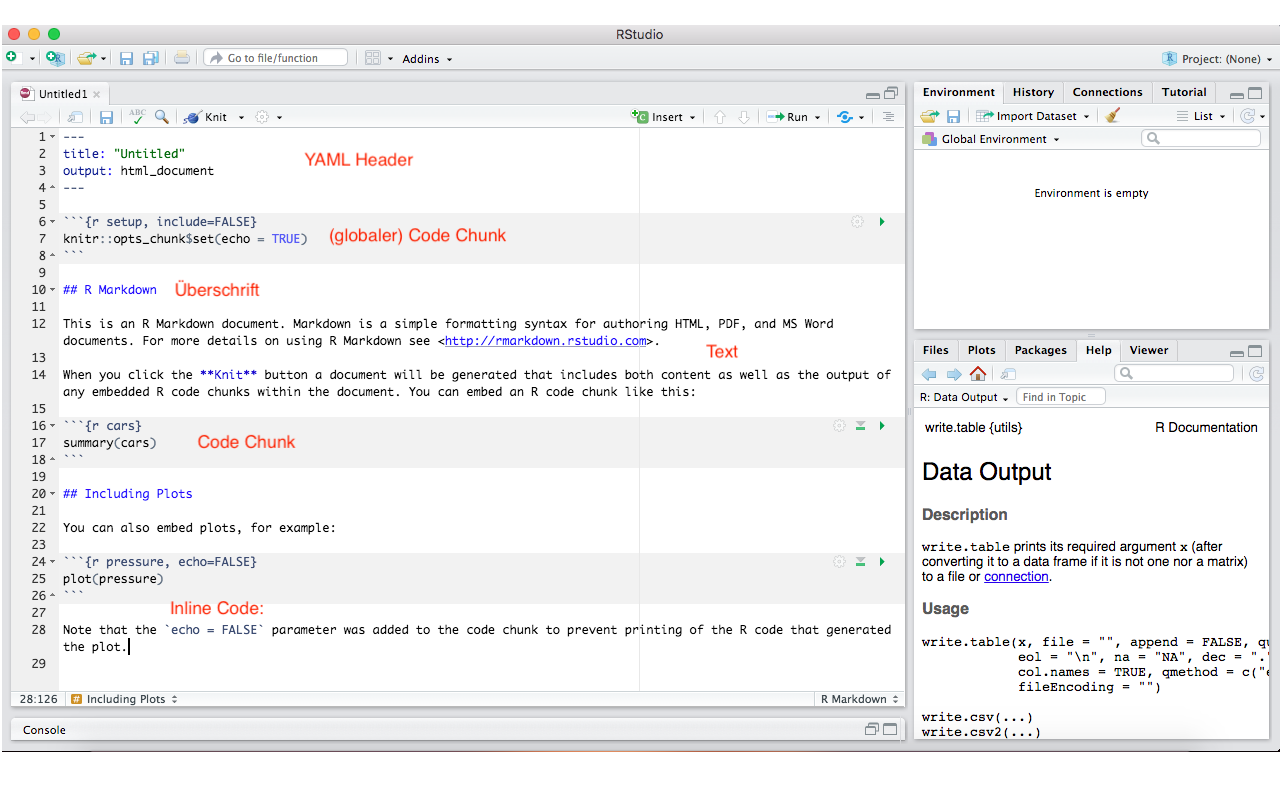 RStudio
Go to file/function
Addins
Project: (None)
Untitled1
ABC
Knit
Insert
Run
1 ---
2 title: "Untitled"
YAML Header
3 output: html_document
4 ---
5
6 ```{r setup, include=FALSE}
7 knitr::opts_chunk$set(echo = TRUE)
(globaler) Code Chunk
8 ```
9
10 ## R Markdown
Überschrift
11
12 This is an R Markdown document. Markdown is a simple formatting syntax for authoring HTML, PDF, and MS Word
documents. For more details on using R Markdown see <http://rmarkdown.rstudio.com>.
Text
13
14 When you click the **Knit** button a document will be generated that includes both content as well as the output of
any embedded R code chunks within the document. You can embed an R code chunk like this:
15
16 ```{r cars}
17 summary(cars)
Code Chunk
18 ```
19
20 ## Including Plots
21
22 You can also embed plots, for example:
23
24 ```{r pressure, echo=FALSE}
25 plot(pressure)
26 ```
Inline Code:
27
28 Note that the `echo = FALSE` parameter was added to the code chunk to prevent printing of the R code that generated
the plot.
29
28:126
# Including Plots
R Markdown
Console
Environment History Connections Tutorial
Import Dataset
List
Global Environment
Environment is empty
Files Plots Packages Help Viewer
R: Data Output
Find in Topic
write.table {utils}
R Documentation
Data Output
Description
write.table prints its required argument x (after
converting it to a data frame if it is not one nor a matrix)
to a file or connection.
Usage
write.table(x, file = "", append = FALSE, qu
eol = "\n", na = "NA", dec = "."
col.names = TRUE, qmethod = c("e
fileEncoding = "")
write.csv(...)
write.csv2(...)